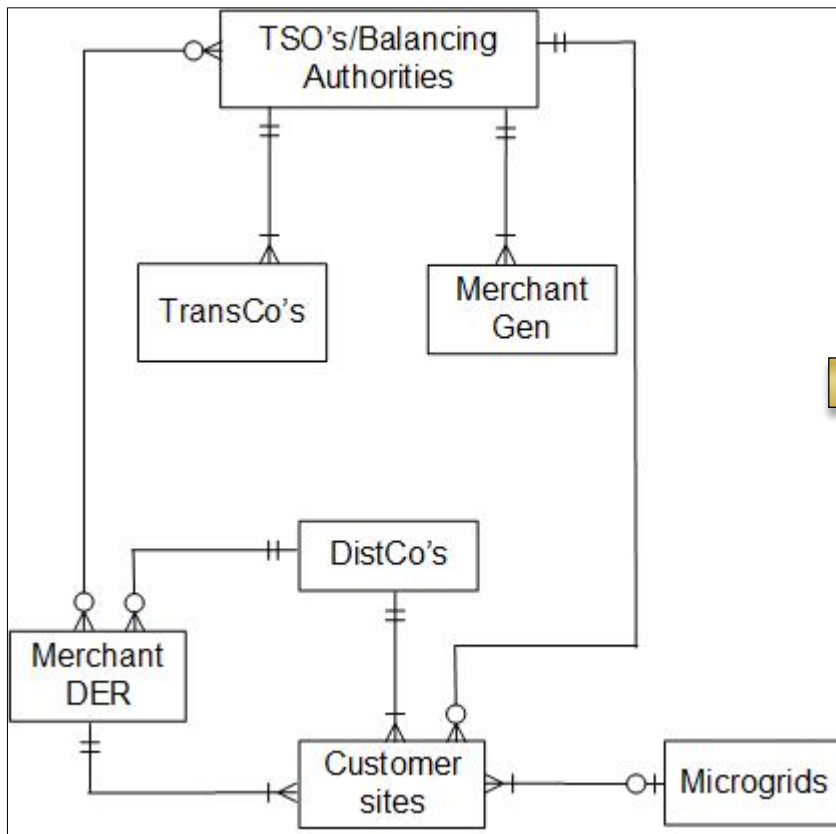 TSO's/Balancing
Authorities
TransCo's
Merchant
Gen
DistCo's
Merchant
DER
Customer
sites
Microgrids